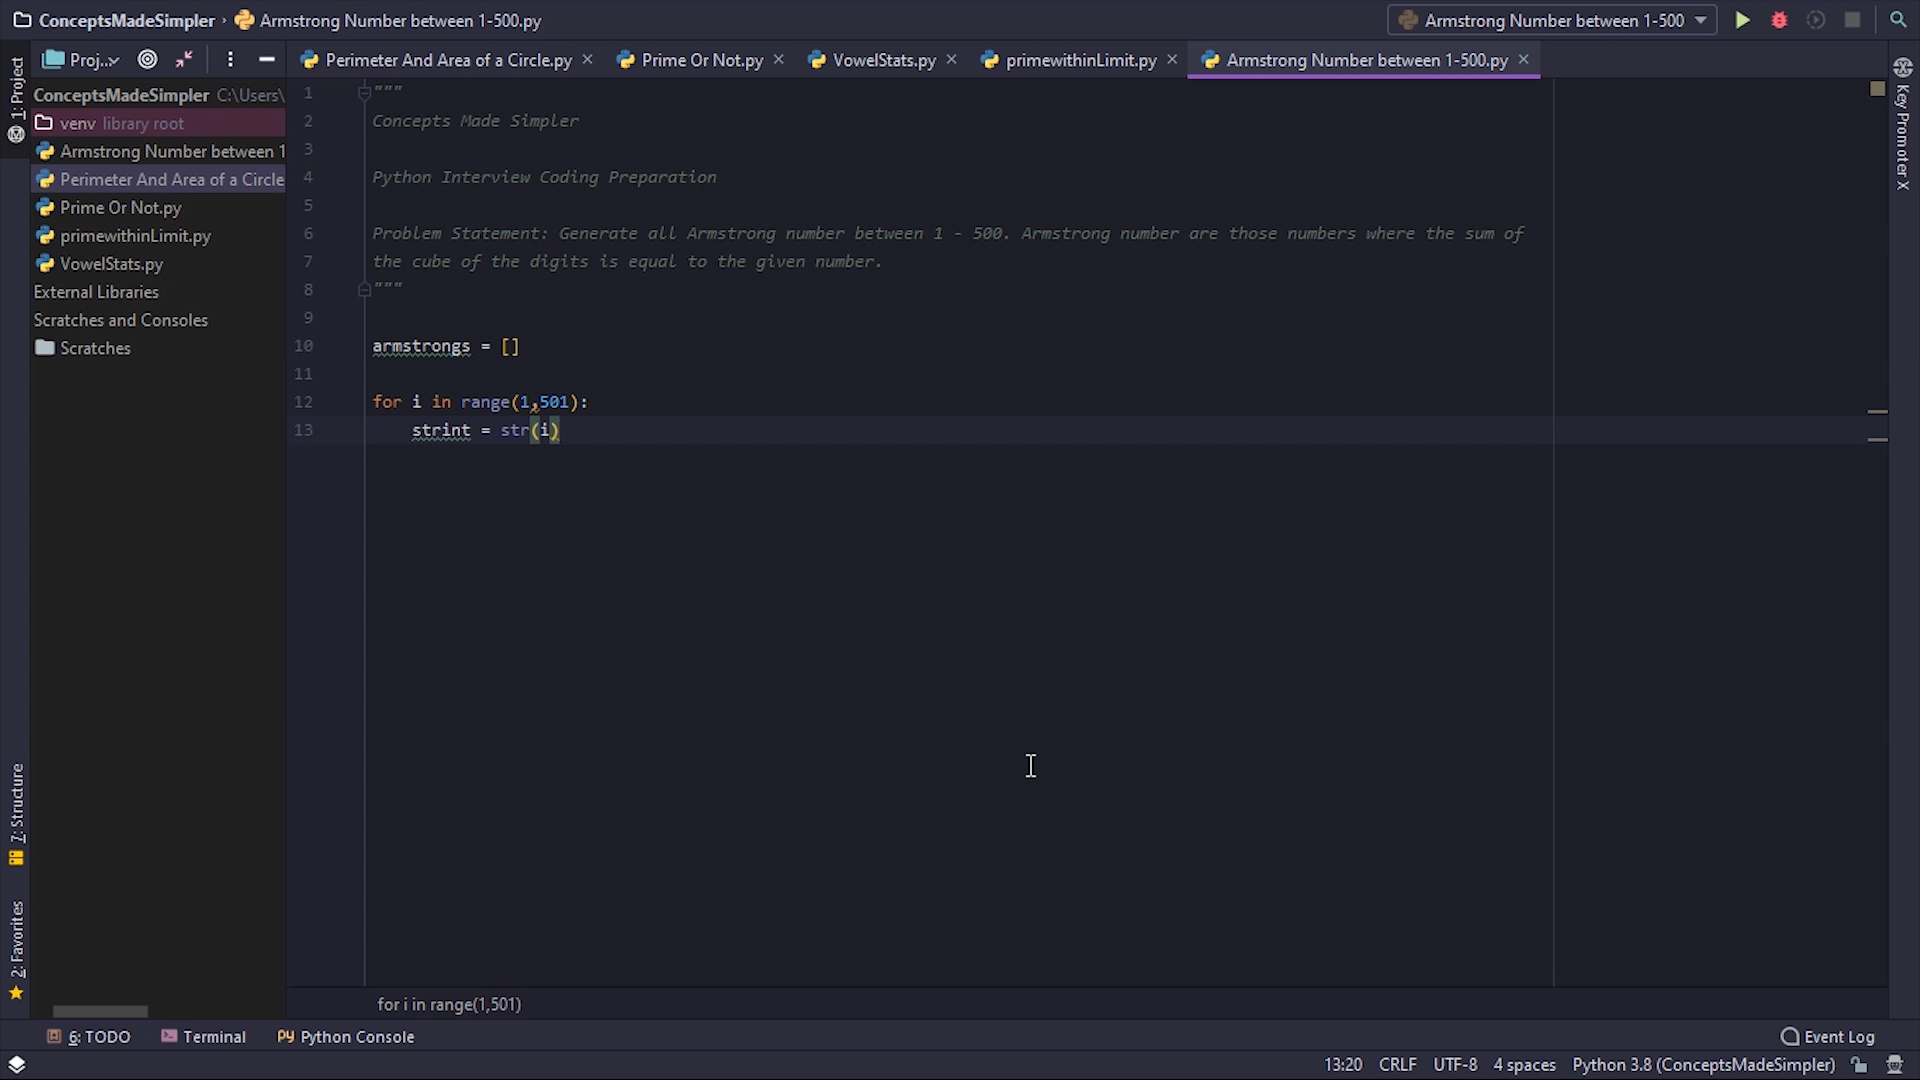 ConceptsMadeSimpler › Armstrong Number between 1-500.py
Armstrong Number between 1-500
Proj...
Perimeter And Area of a Circle.py
Prime Or Not.py
VowelStats.py
primewithinLimit.py
Armstrong Number between 1-500.py
1: Project
ConceptsMadeSimpler C:\Users\
venv library root
Armstrong Number between 1
Perimeter And Area of a Circle
Prime Or Not.py
primewithinLimit.py
VowelStats.py
External Libraries
Scratches and Consoles
Scratches
7: Structure
2: Favorites
1 """
2 Concepts Made Simpler
3
4 Python Interview Coding Preparation
5
6 Problem Statement: Generate all Armstrong number between 1 - 500. Armstrong number are those numbers where the sum of
7 the cube of the digits is equal to the given number.
8 """
9
10 armstrongs = []
11
12 for i in range(1,501):
13 strint = str(i)
Key Promoter X
for i in range(1,501)
6: TODO
Terminal
Python Console
Event Log
13:20 CRLF UTF-8 4 spaces Python 3.8 (ConceptsMadeSimpler)